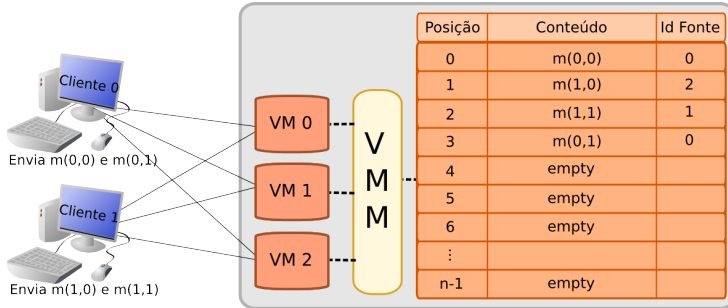 Cliente 0
Envia m(0,0) e m(0,1)
Cliente 1
Envia m(1,0) e m(1,1)
VM 0
VM 1
VM 2
V
M
M
Posição Conteúdo Id Fonte
0 m(0,0) 0
1 m(1,0) 2
2 m(1,1) 1
3 m(0,1) 0
4 empty
5 empty
6 empty
⋮
n-1 empty